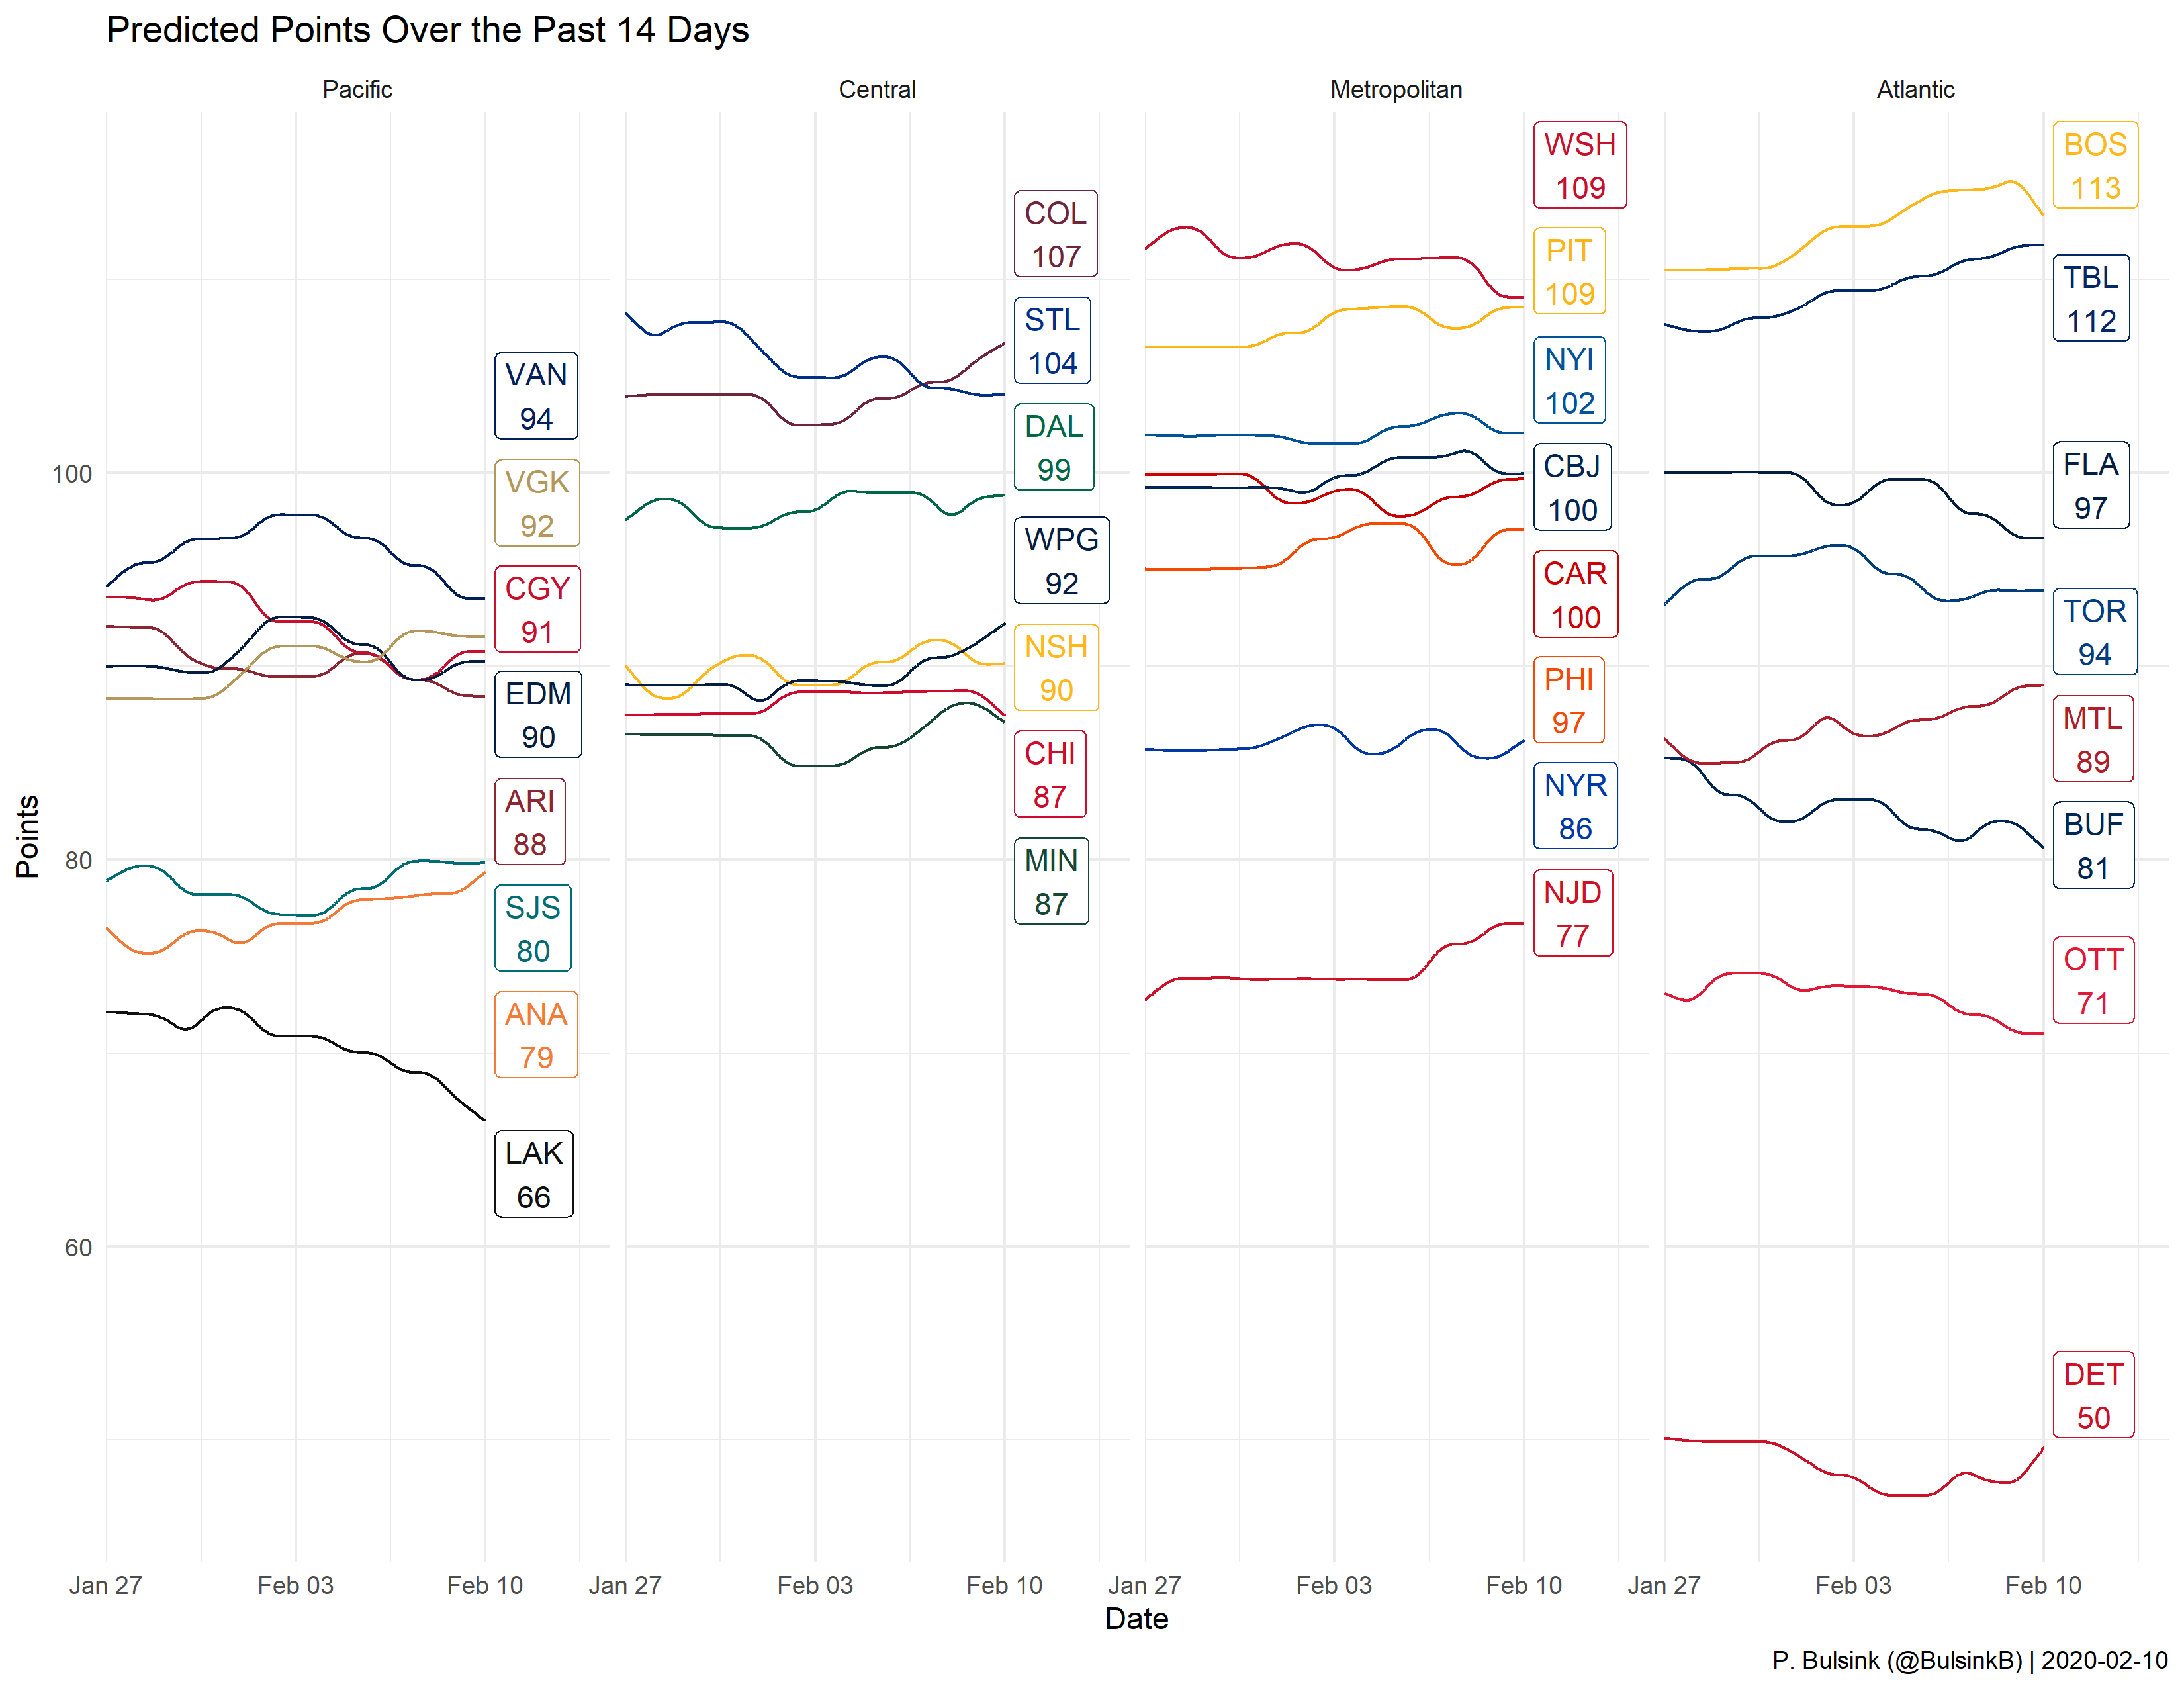 Predicted Points Over the Past 14 Days
Pacific
Central
Metropolitan
Atlantic
Points
100
80
60
VAN
94
VGK
92
CGY
91
EDM
90
ARI
88
SJS
80
ANA
79
LAK
66
COL
107
STL
104
DAL
99
WPG
92
NSH
90
CHI
87
MIN
87
WSH
109
PIT
109
NYI
102
CBJ
100
CAR
100
PHI
97
NYR
86
NJD
77
BOS
113
TBL
112
FLA
97
TOR
94
MTL
89
BUF
81
OTT
71
DET
50
Jan 27 Feb 03 Feb 10 Jan 27 Feb 03 Feb 10 Jan 27 Feb 03 Feb 10 Jan 27 Feb 03 Feb 10
Date
P. Bulsink (@BulsinkB) | 2020-02-10